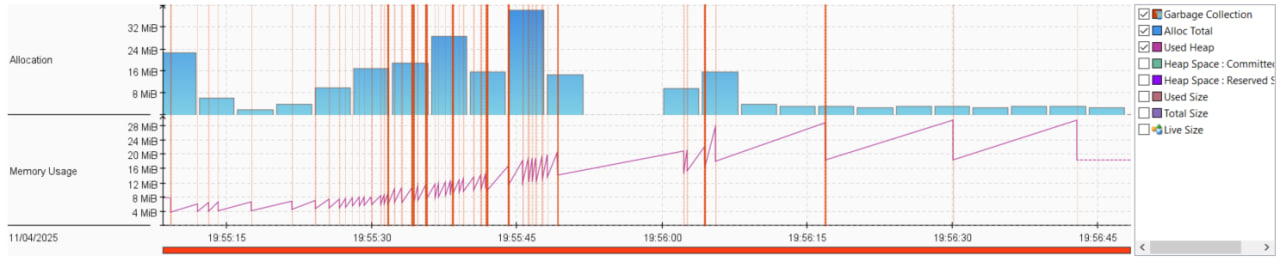 Allocation
32 MiB
24 MiB
16 MiB
8 MiB
Memory Usage
28 MiB
24 MiB
20 MiB
16 MiB
12 MiB
8 MiB
4 MiB
11/04/2025
19:55:15
19:55:30
19:55:45
19:56:00
19:56:15
19:56:30
19:56:45
Garbage Collection
Alloc Total
Used Heap
Heap Space : Committed
Heap Space : Reserved S
Used Size
Total Size
Live Size